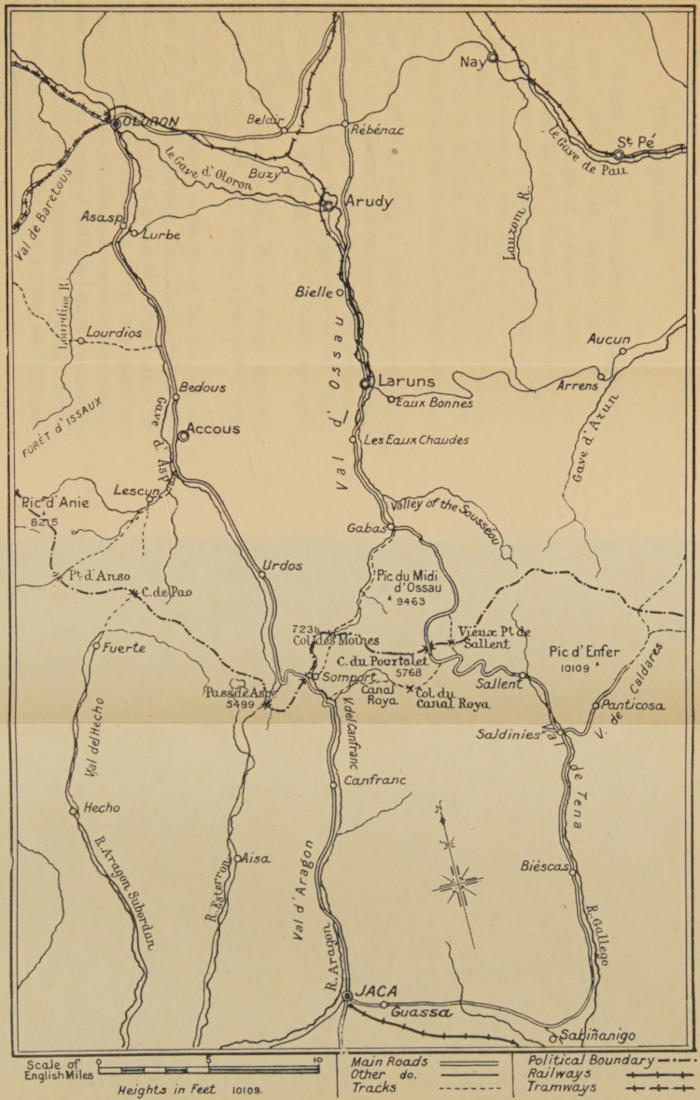 Nay
OLORON
Belair
Rébénac
St. Pé
le Gave de Pau
le Gave d'Oloron
Buzy
Val de Baretous
Arudy
Lauzom R.
Asasp
Lurbe
Bielle
Lourdios R.
Lourdios
Val d'Ossau
Aucun
Laruns
Arrens
Eaux Bonnes
Bedous
FORÊT d'ISSAUX
Gave d'Asp
Accous
Les Eaux Chaudes
Gave d'Azun
Lescun
Pic d'Anie
8215
Valley of the Sousséou
Gabas
Urdos
Pt. d'Anso
C. de Pao
Pic du Midi
d'Ossau
9463
7231
Col des Moines
Vieux Pt. de
Sallent
Fuerte
C. du Pourtalet
5768
Pic d'Enfer
10109
Somport
Pass de Aspe
5499
Canal
Roya
Col du
Canal Roya
Sallent
Panticosa
V. de Caldares
Val del Hecho
V. del Canfranc
Saldinies
Val de Tena
Canfranc
Hecho
R. Aragon Subordan
Aisa
R. Esterron
Val d'Aragon
Biéscas
R. Gallego
R. Aragon
JACA
Guassa
Sabiñanigo
Scale of
English Miles
0 5 10
Heights in Feet 10109.
Main Roads
Other do.
Tracks
Political Boundary
Railways
Tramways